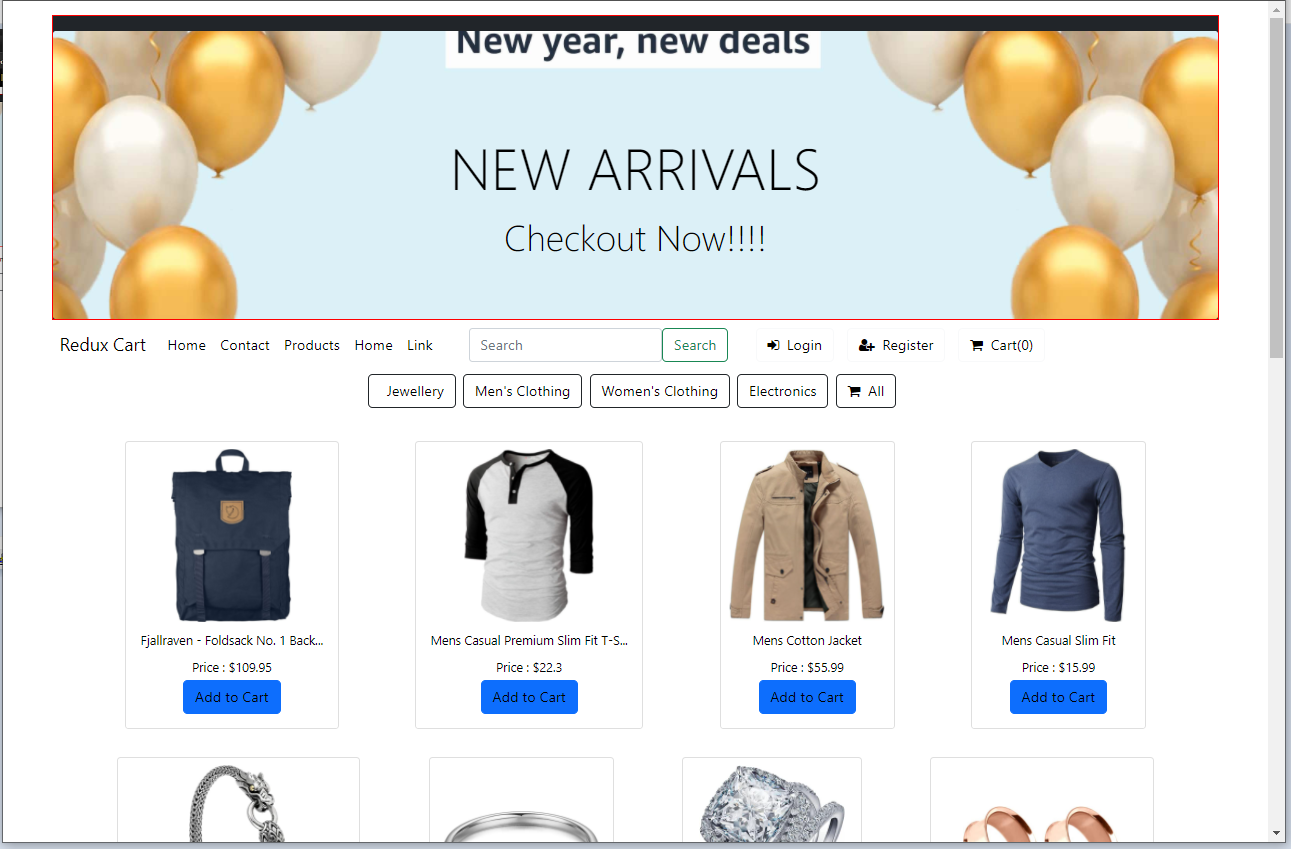 New year, new deals
NEW ARRIVALS
Checkout Now!!!!
Redux Cart Home Contact Products Home Link Search Search Login Register Cart(0)
Jewellery Men's Clothing Women's Clothing Electronics All
Fjallraven - Foldsack No. 1 Back... Mens Casual Premium Slim Fit T-S... Mens Cotton Jacket Mens Casual Slim Fit
Price : $109.95 Price : $22.3 Price : $55.99 Price : $15.99
Add to Cart Add to Cart Add to Cart Add to Cart